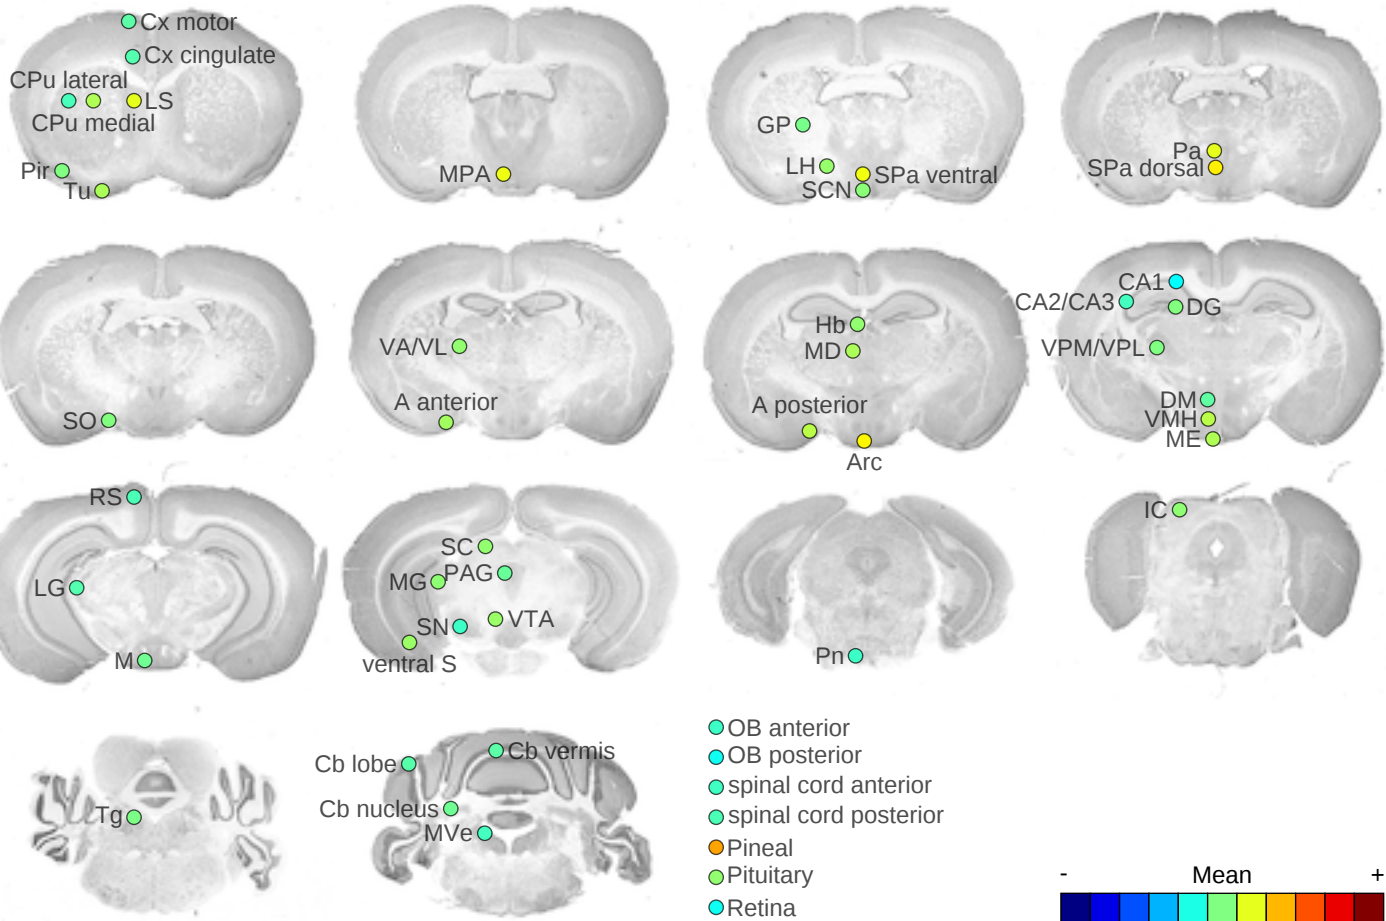 Cx motor
Cx cingulate
CPu lateral
LS
CPu medial
Pir
Tu
MPA
GP
LH
SPa ventral
SCN
Pa
SPa dorsal
SO
VA/VL
A anterior
Hb
MD
A posterior
Arc
CA1
CA2/CA3
DG
VPM/VPL
DM
VMH
ME
RS
LG
M
SC
PAG
MG
VTA
SN
ventral S
Pn
IC
Tg
Cb vermis
Cb lobe
Cb nucleus
MVe
OB anterior
OB posterior
spinal cord anterior
spinal cord posterior
Pineal
Pituitary
Retina
- Mean +